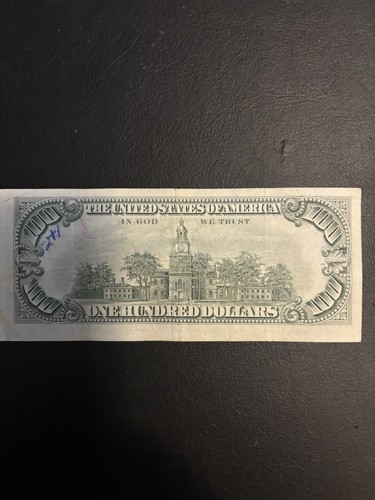 THE UNITED STATES OF AMERICA
IN GOD WE TRUST
100 100
100 100
ONE HUNDRED DOLLARS